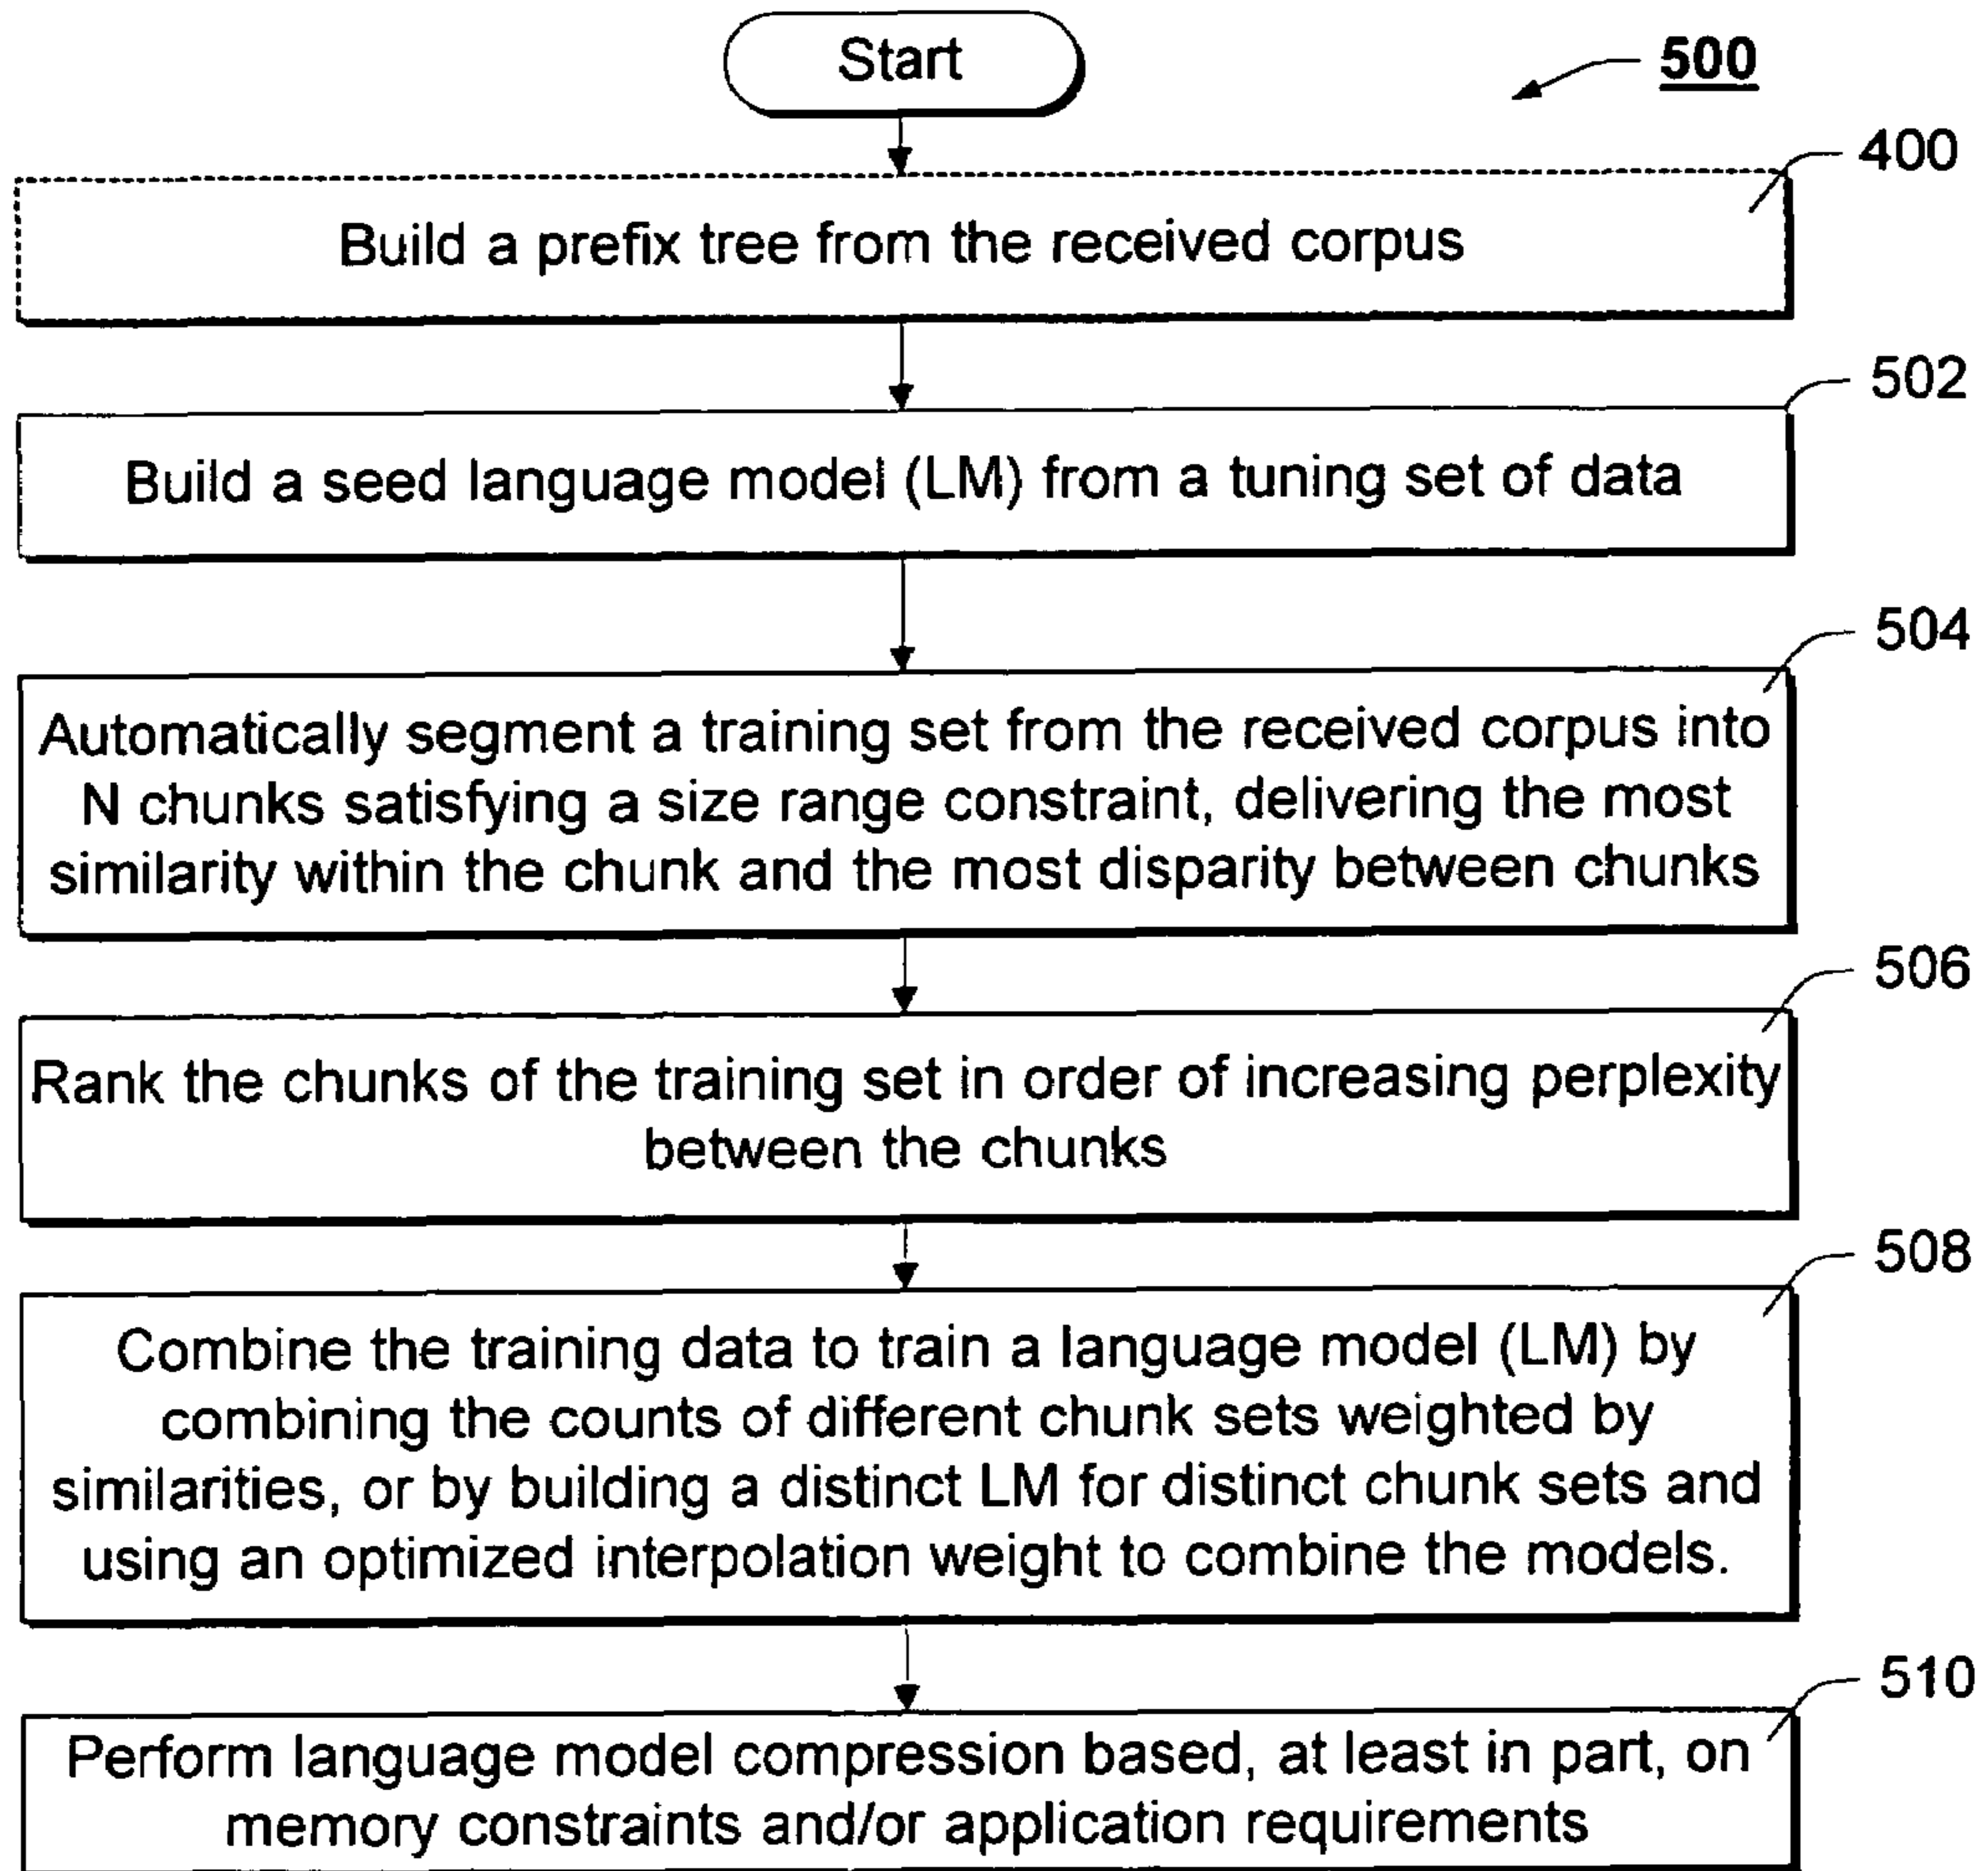 Start
500
400
Build a prefix tree from the received corpus
502
Build a seed language model (LM) from a tuning set of data
504
Automatically segment a training set from the received corpus into
N chunks satisfying a size range constraint, delivering the most
similarity within the chunk and the most disparity between chunks
506
Rank the chunks of the training set in order of increasing perplexity
between the chunks
508
Combine the training data to train a language model (LM) by
combining the counts of different chunk sets weighted by
similarities, or by building a distinct LM for distinct chunk sets and
using an optimized interpolation weight to combine the models.
510
Perform language model compression based, at least in part, on
memory constraints and/or application requirements